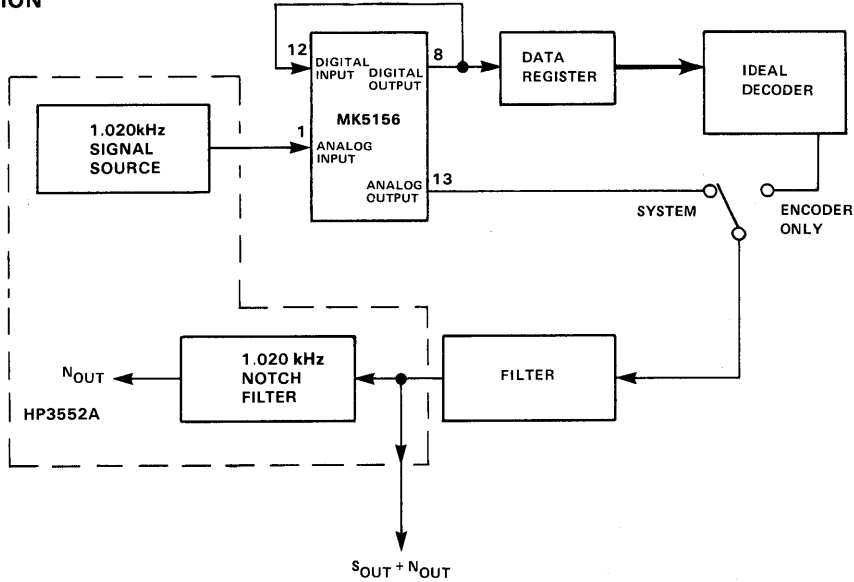 ION
12
DIGITAL
INPUT
DIGITAL
OUTPUT
8
MK5156
1
ANALOG
INPUT
ANALOG
OUTPUT
13
DATA
REGISTER
IDEAL
DECODER
1.020kHz
SIGNAL
SOURCE
SYSTEM
ENCODER
ONLY
NOUT
1.020 kHz
NOTCH
FILTER
FILTER
HP3552A
SOUT + NOUT